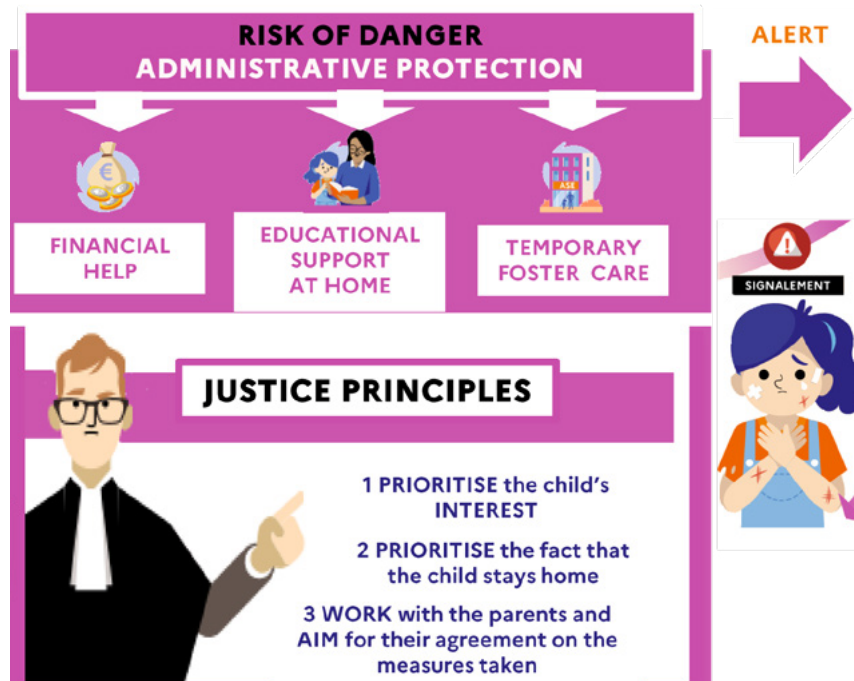 RISK OF DANGER
ADMINISTRATIVE PROTECTION
ALERT
€
ASE
FINANCIAL
HELP
EDUCATIONAL
SUPPORT
AT HOME
TEMPORARY
FOSTER CARE
SIGNALEMENT
JUSTICE PRINCIPLES
1 PRIORITISE the child's
INTEREST
2 PRIORITISE the fact that
the child stays home
3 WORK with the parents and
AIM for their agreement on the
measures taken